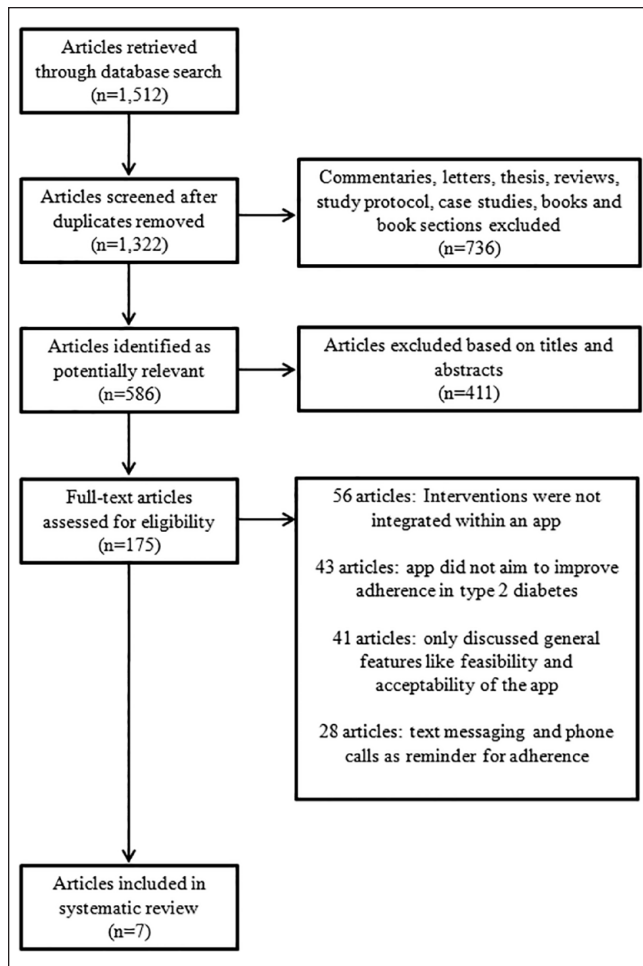 Articles retrieved
through database search
(n=1,512)
Articles screened after
duplicates removed
(n=1,322)
Commentaries, letters, thesis, reviews,
study protocol, case studies, books and
book sections excluded
(n=736)
Articles identified as
potentially relevant
(n=586)
Articles excluded based on titles and
abstracts
(n=411)
Full-text articles
assessed for eligibility
(n=175)
56 articles: Interventions were not
integrated within an app
43 articles: app did not aim to improve
adherence in type 2 diabetes
41 articles: only discussed general
features like feasibility and
acceptability of the app
28 articles: text messaging and phone
calls as reminder for adherence
Articles included in
systematic review
(n=7)